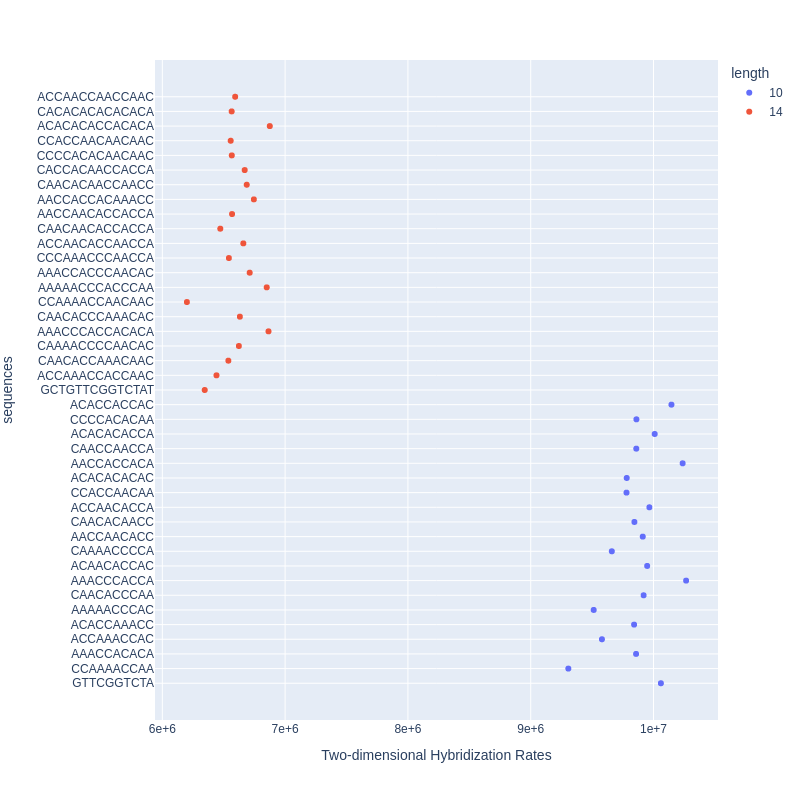 length
10
14
ACCAACCAACCAAC
CACACACACACACA
ACACACACCACACA
CCACCAACAACAAC
CCCCACACAACAAC
CACCACAACCACCA
CAACACAACCAACC
AACCACCACAAACC
AACCAACACCACCA
CAACAACACCACCA
ACCAACACCAACCA
CCCAAACCCAACCA
AAACCACCCAACAC
AAAAACCCACCCAA
CCAAAACCAACAAC
CAACACCCAAACAC
AAACCCACCACACA
CAAAACCCCAACAC
CAACACCAAACAAC
ACCAAACCACCAAC
GCTGTTCGGTCTAT
ACACCACCAC
CCCCACACAA
ACACACACCA
CAACCAACCA
AACCACCACA
ACACACACAC
CCACCAACAA
ACCAACACCA
CAACACAACC
AACCAACACC
CAAAACCCCA
ACAACACCAC
AAACCCACCA
CAACACCCAA
AAAAACCCAC
ACACCAAACC
ACCAAACCAC
AAACCACACA
CCAAAACCAA
GTTCGGTCTA
sequences
6e+6
7e+6
8e+6
9e+6
1e+7
Two-dimensional Hybridization Rates